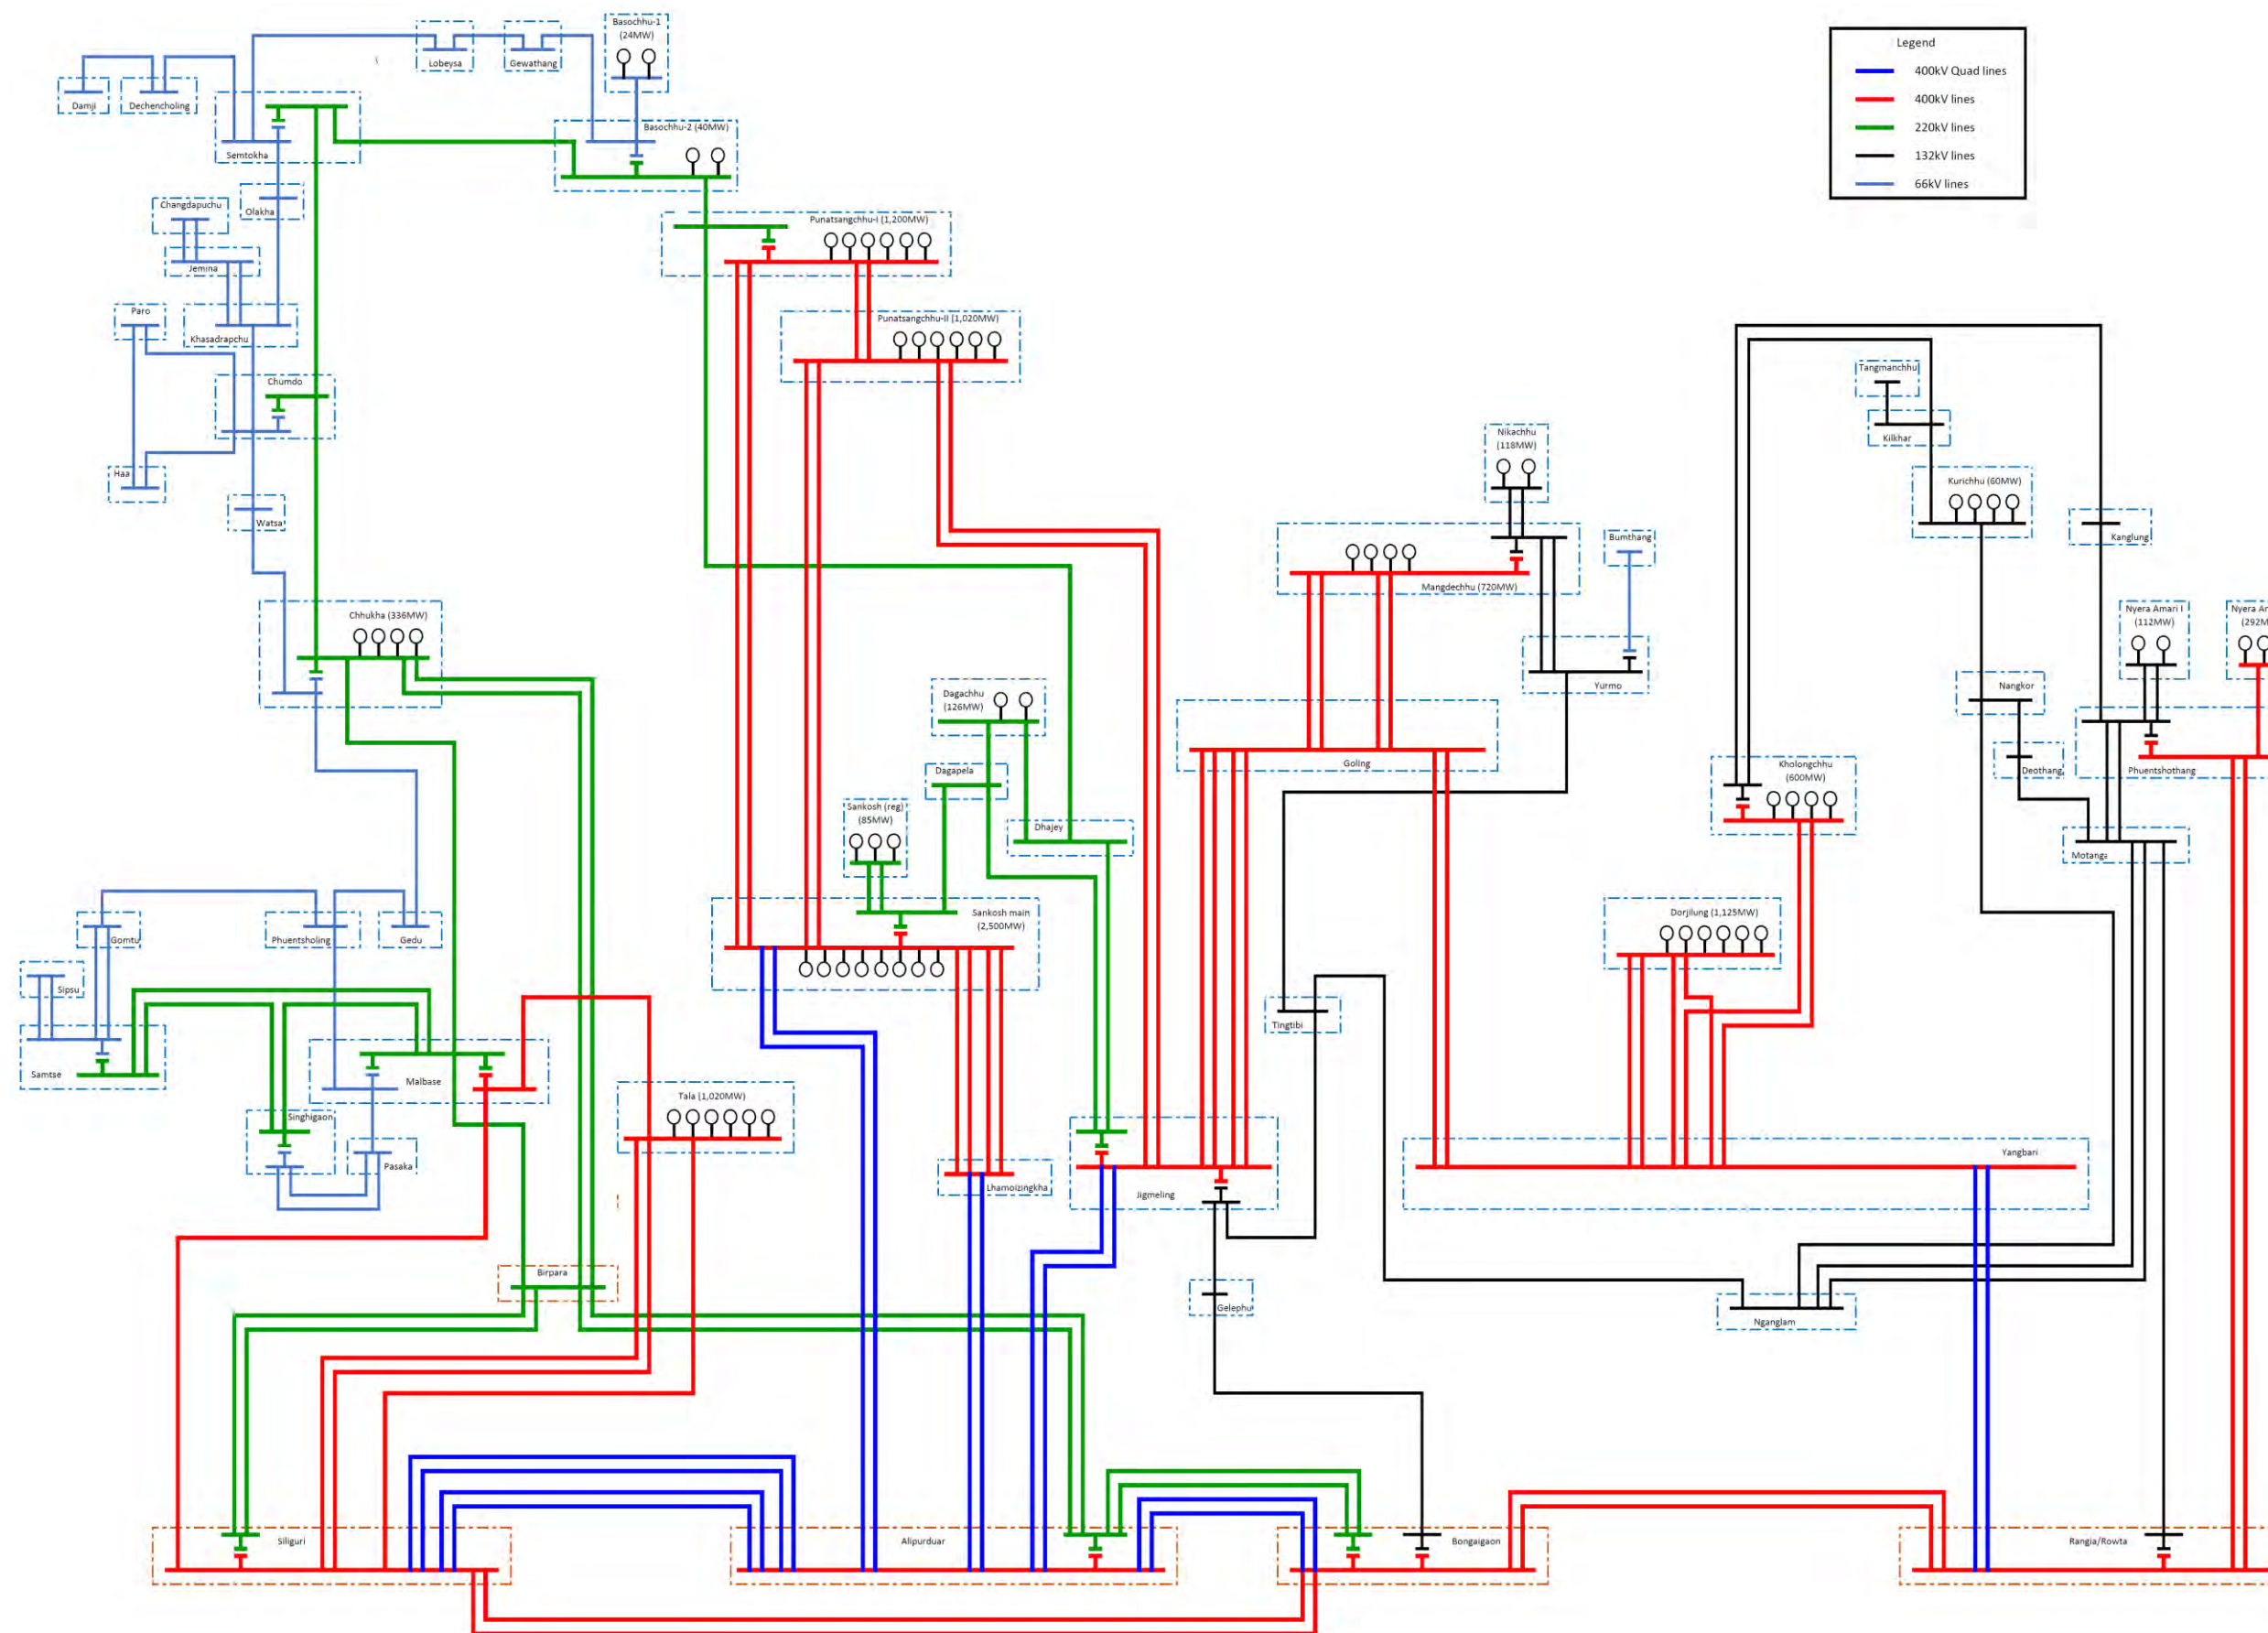 Legend
400kV Quad lines
400kV lines
220kV lines
132kV lines
66kV lines
Basochhu-1
(24MW)
Lobeysa
Gewathang
Damji
Dechencholing
Semtokha
Basochhu-2 (40MW)
Changdapuchu
Olakha
Jemina
Punatsangchhu-I (1,200MW)
Paro
Khasadrapchu
Punatsangchhu-II (1,020MW)
Chumdo
Haa
Watsa
Tangmanchhu
Kilkhar
Nikachhu
(118MW)
Kurichhu (60MW)
Kanglung
Bumthang
Mangdechhu (720MW)
Chhukha (336MW)
Nyera Amari I
(112MW)
Nyera
(292
Yurmo
Dagachhu
(126MW)
Nangkor
Goling
Dagapela
Deothang
Phuentshothang
Kholongchhu
(600MW)
Sankosh (reg)
(85MW)
Dhajey
Motanga
Gomtu
Phuentsholing
Gedu
Sankosh main
(2,500MW)
Dorjilung (1,125MW)
Sipsu
Tingtibi
Samtse
Malbase
Tala (1,020MW)
Singhigaon
Pasaka
Lhamoizingkha
Jigmeling
Yangbari
Birpara
Gelephu
Nganglam
Siliguri
Alipurduar
Bongaigaon
Rangia/Rowta